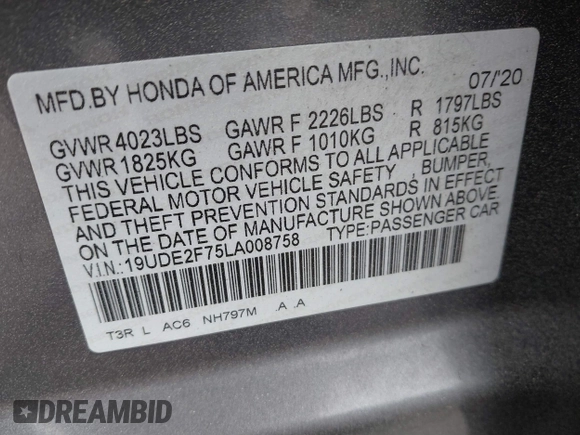 MFD.BY HONDA OF AMERICA MFG.,INC. 07/'20
GVWR 4023LBS GAWR F 2226LBS R 1797LBS
GVWR 1825KG GAWR F 1010KG R 815KG
THIS VEHICLE CONFORMS TO ALL APPLICABLE
FEDERAL MOTOR VEHICLE SAFETY , BUMPER,
AND THEFT PREVENTION STANDARDS IN EFFECT
ON THE DATE OF MANUFACTURE SHOWN ABOVE
V.I.N.: 19UDE2F75LA008758 TYPE:PASSENGER CAR
T3R L AC6 NH797M .A .A
DREAMBID